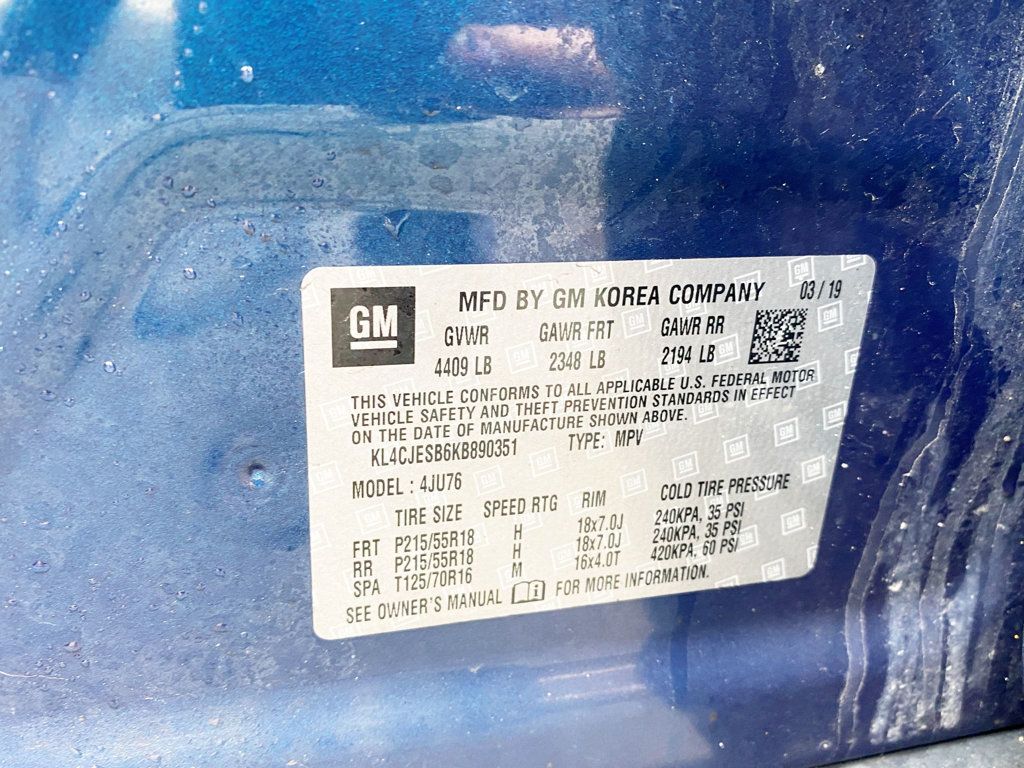 GM
MFD BY GM KOREA COMPANY 03/19
GVWR GAWR FRT GAWR RR
4409 LB 2348 LB 2194 LB
THIS VEHICLE CONFORMS TO ALL APPLICABLE U.S. FEDERAL MOTOR
VEHICLE SAFETY AND THEFT PREVENTION STANDARDS IN EFFECT
ON THE DATE OF MANUFACTURE SHOWN ABOVE.
KL4CJESB6KB890351 TYPE: MPV
MODEL : 4JU76
TIRE SIZE SPEED RTG RIM COLD TIRE PRESSURE
FRT P215/55R18 H 18x7.0J 240KPA, 35 PSI
RR P215/55R18 H 18x7.0J 240KPA, 35 PSI
SPA T125/70R16 M 16x4.0T 420KPA, 60 PSI
SEE OWNER'S MANUAL FOR MORE INFORMATION.